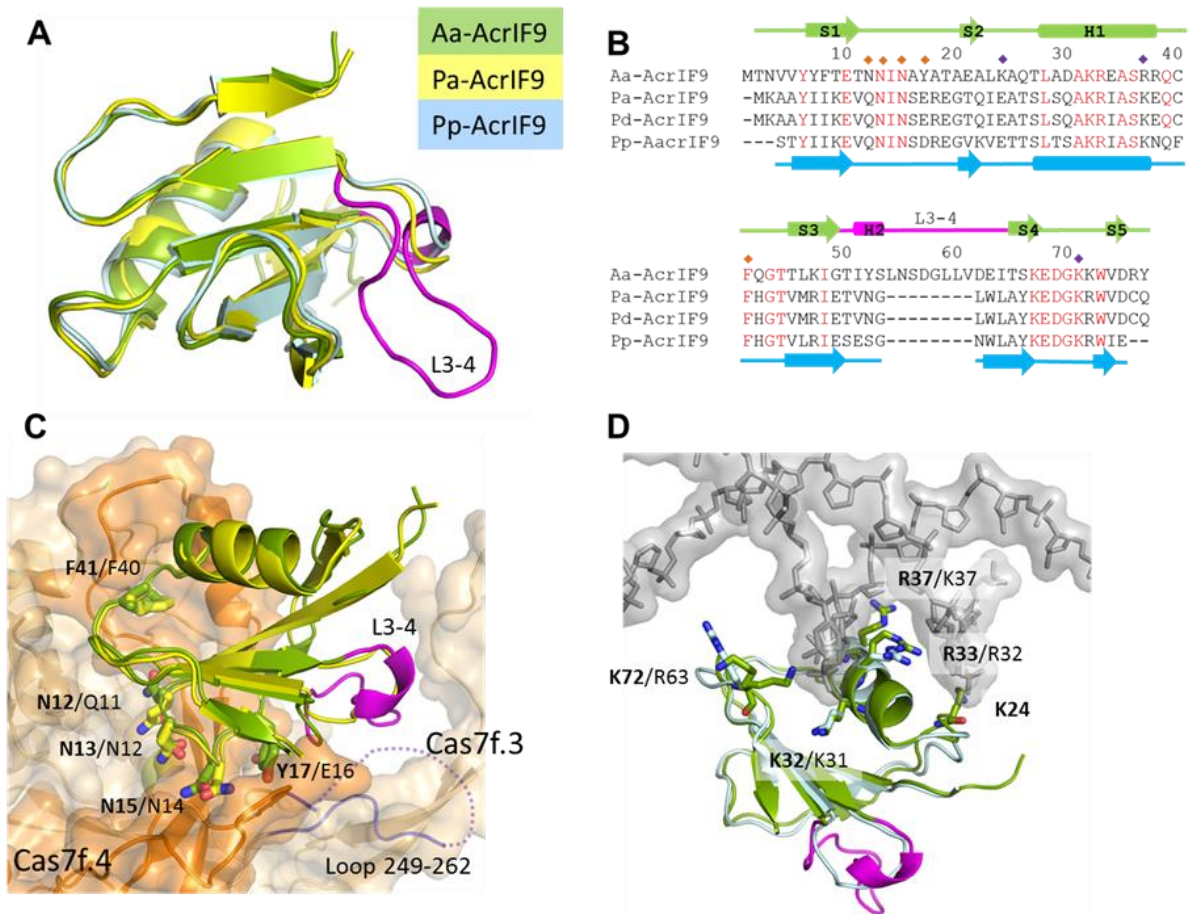 A
Aa-AcrIF9
Pa-AcrIF9
Pp-AcrIF9
L3-4
B
S1 S2 H1
10 20 30 40
Aa-AcrIF9 MTNVVYFTETNNINAYATAEALKAQTLADAKREASRRQC
Pa-AcrIF9 -MKAAYIIKEVQNINSEREGTQIEATSLSQAKRIASKEQC
Pd-AcrIF9 -MKAAYIIKEVQNINSEREGTQIEATSLSQAKRIASKEQC
Pp-AacrIF9 ---STYIIKEVQNINSDREGVKVETTSLTSAKRIASKNQF
S3 H2 L3-4 S4 S5
50 60 70
Aa-AcrIF9 FQGTTLKIGTIYSLNSDGLLVDEITSKEDGKKWVDRY
Pa-AcrIF9 FHGTVMRIETVNG--------LWLAYKEDGKRWVDCQ
Pd-AcrIF9 FHGTVMRIETVNG--------LWLAYKEDGKRWVDCQ
Pp-AcrIF9 FHGTVLRIESESG--------NWLAYKEDGKRWIE--
C
F41/F40
L3-4
N12/Q11
N13/N12
Cas7f.3
Y17/E16
N15/N14
Cas7f.4
Loop 249-262
D
R37/K37
R33/R32
K72/R63
K24
K32/K31